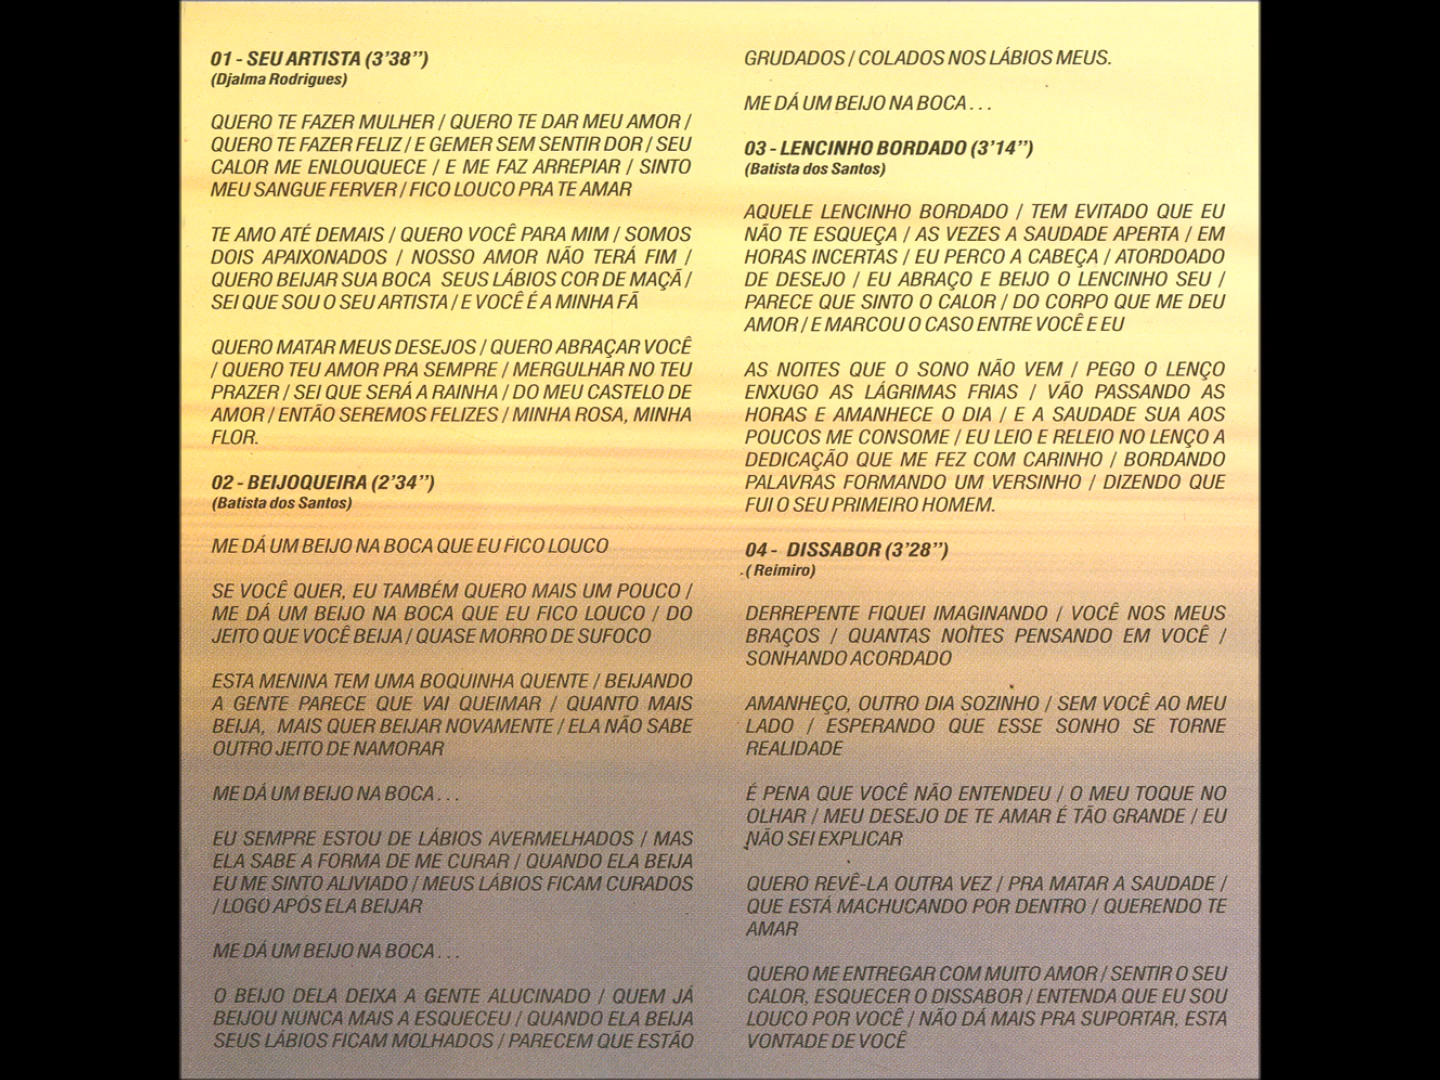 01 - SEU ARTISTA (3'38")
(Djalma Rodrigues)
QUERO TE FAZER MULHER / QUERO TE DAR MEU AMOR /
QUERO TE FAZER FELIZ / E GEMER SEM SENTIR DOR / SEU
CALOR ME ENLOUQUECE / E ME FAZ ARREPIAR / SINTO
MEU SANGUE FERVER / FICO LOUCO PRA TE AMAR
TE AMO ATÉ DEMAIS / QUERO VOCÊ PARA MIM / SOMOS
DOIS APAIXONADOS / NOSSO AMOR NÃO TERÁ FIM /
QUERO BEIJAR SUA BOCA SEUS LÁBIOS COR DE MAÇÃ /
SEI QUE SOU O SEU ARTISTA / E VOCÊ É A MINHA FÃ
QUERO MATAR MEUS DESEJOS / QUERO ABRAÇAR VOCÊ
/ QUERO TEU AMOR PRA SEMPRE / MERGULHAR NO TEU
PRAZER / SEI QUE SERÁ A RAINHA / DO MEU CASTELO DE
AMOR / ENTÃO SEREMOS FELIZES / MINHA ROSA, MINHA
FLOR.
02 - BEIJOQUEIRA (2'34")
(Batista dos Santos)
ME DÁ UM BEIJO NA BOCA QUE EU FICO LOUCO
SE VOCÊ QUER, EU TAMBÉM QUERO MAIS UM POUCO /
ME DÁ UM BEIJO NA BOCA QUE EU FICO LOUCO / DO
JEITO QUE VOCÊ BEIJA / QUASE MORRO DE SUFOCO
ESTA MENINA TEM UMA BOQUINHA QUENTE / BEIJANDO
A GENTE PARECE QUE VAI QUEIMAR / QUANTO MAIS
BEIJA, MAIS QUER BEIJAR NOVAMENTE / ELA NÃO SABE
OUTRO JEITO DE NAMORAR
ME DÁ UM BEIJO NA BOCA . . .
EU SEMPRE ESTOU DE LÁBIOS AVERMELHADOS / MAS
ELA SABE A FORMA DE ME CURAR / QUANDO ELA BEIJA
EU ME SINTO ALIVIADO / MEUS LÁBIOS FICAM CURADOS
/ LOGO APÓS ELA BEIJAR
ME DÁ UM BEIJO NA BOCA . . .
O BEIJO DELA DEIXA A GENTE ALUCINADO / QUEM JÁ
BEIJOU NUNCA MAIS A ESQUECEU / QUANDO ELA BEIJA
SEUS LÁBIOS FICAM MOLHADOS / PARECEM QUE ESTÃO
GRUDADOS / COLADOS NOS LÁBIOS MEUS.
ME DÁ UM BEIJO NA BOCA . . .
03 - LENCINHO BORDADO (3'14")
(Batista dos Santos)
AQUELE LENCINHO BORDADO / TEM EVITADO QUE EU
NÃO TE ESQUEÇA / AS VEZES A SAUDADE APERTA / EM
HORAS INCERTAS / EU PERCO A CABEÇA / ATORDOADO
DE DESEJO / EU ABRAÇO E BEIJO O LENCINHO SEU /
PARECE QUE SINTO O CALOR / DO CORPO QUE ME DEU
AMOR / E MARCOU O CASO ENTRE VOCÊ E EU
AS NOITES QUE O SONO NÃO VEM / PEGO O LENÇO
ENXUGO AS LÁGRIMAS FRIAS / VÃO PASSANDO AS
HORAS E AMANHECE O DIA / E A SAUDADE SUA AOS
POUCOS ME CONSOME / EU LEIO E RELEIO NO LENÇO A
DEDICAÇÃO QUE ME FEZ COM CARINHO / BORDANDO
PALAVRAS FORMANDO UM VERSINHO / DIZENDO QUE
FUI O SEU PRIMEIRO HOMEM.
04 - DISSABOR (3'28")
( Reimiro)
DERREPENTE FIQUEI IMAGINANDO / VOCÊ NOS MEUS
BRAÇOS / QUANTAS NOITES PENSANDO EM VOCÊ /
SONHANDO ACORDADO
AMANHEÇO, OUTRO DIA SOZINHO / SEM VOCÊ AO MEU
LADO / ESPERANDO QUE ESSE SONHO SE TORNE
REALIDADE
É PENA QUE VOCÊ NÃO ENTENDEU / O MEU TOQUE NO
OLHAR / MEU DESEJO DE TE AMAR É TÃO GRANDE / EU
NÃO SEI EXPLICAR
QUERO REVÊ-LA OUTRA VEZ / PRA MATAR A SAUDADE /
QUE ESTÁ MACHUCANDO POR DENTRO / QUERENDO TE
AMAR
QUERO ME ENTREGAR COM MUITO AMOR / SENTIR O SEU
CALOR, ESQUECER O DISSABOR / ENTENDA QUE EU SOU
LOUCO POR VOCÊ / NÃO DÁ MAIS PRA SUPORTAR, ESTA
VONTADE DE VOCÊ